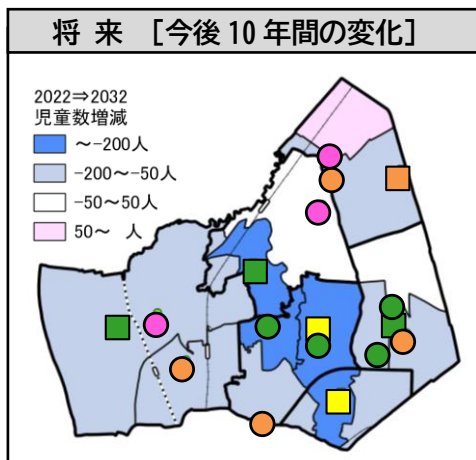 将 来 [今後 10 年間の変化]
2022⇒2032
児童数増減
~-200人
-200~-50人
-50~50人
50~ 人